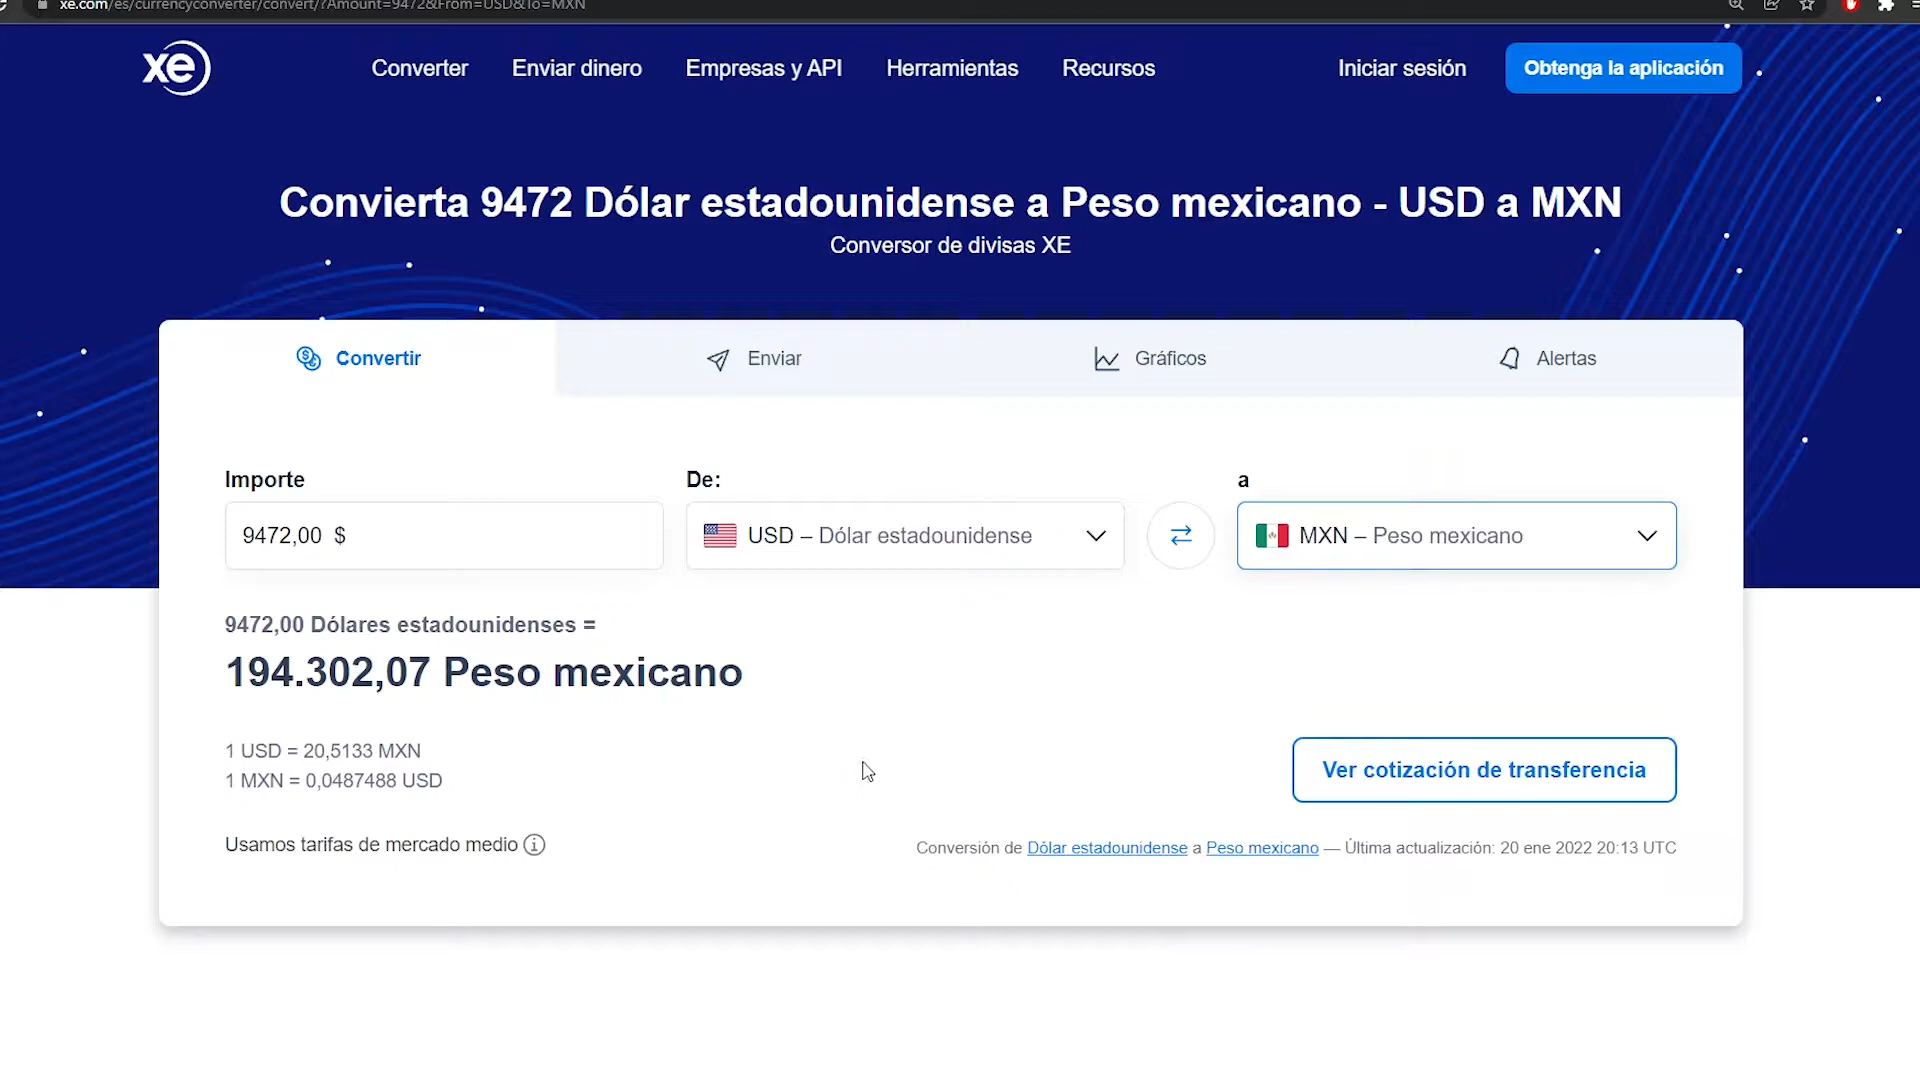 xe.com/es/currencyconverter/convert/?Amount=9472&From=USD&To=MXN
xe
Converter
Enviar dinero
Empresas y API
Herramientas
Recursos
Iniciar sesión
Obtenga la aplicación
Convierta 9472 Dólar estadounidense a Peso mexicano - USD a MXN
Conversor de divisas XE
Convertir
Enviar
Gráficos
Alertas
Importe
De:
a
9472,00 $
USD – Dólar estadounidense
MXN – Peso mexicano
9472,00 Dólares estadounidenses =
194.302,07 Peso mexicano
1 USD = 20,5133 MXN
1 MXN = 0,0487488 USD
Ver cotización de transferencia
Usamos tarifas de mercado medio
Conversión de Dólar estadounidense a Peso mexicano — Última actualización: 20 ene 2022 20:13 UTC